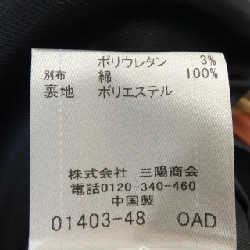 ポリウレタン 3%
別布 綿 100%
裏地 ポリエステル
株式会社 三陽商会
電話0120-340-460
中国製
01403-48 OAD